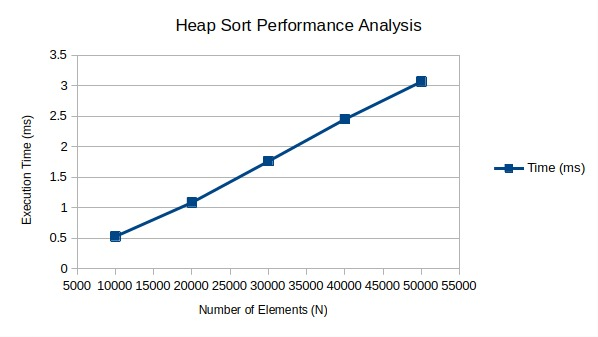 Heap Sort Performance Analysis
3.5
3
2.5
2
1.5
1
0.5
0
Execution Time (ms)
Time (ms)
5000 10000 15000 20000 25000 30000 35000 40000 45000 50000 55000
Number of Elements (N)